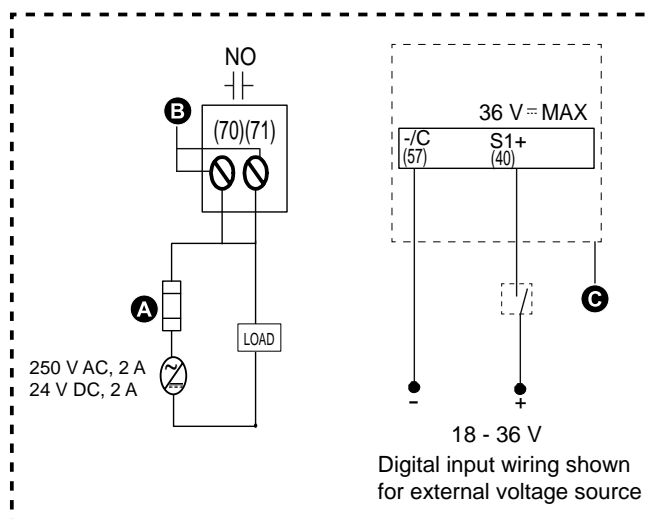 NO
B
(70)(71)
A
LOAD
250 V AC, 2 A
24 V DC, 2 A
36 V ⎓ MAX
-/C
(57)
S1+
(40)
C
-
+
18 - 36 V
Digital input wiring shown
for external voltage source